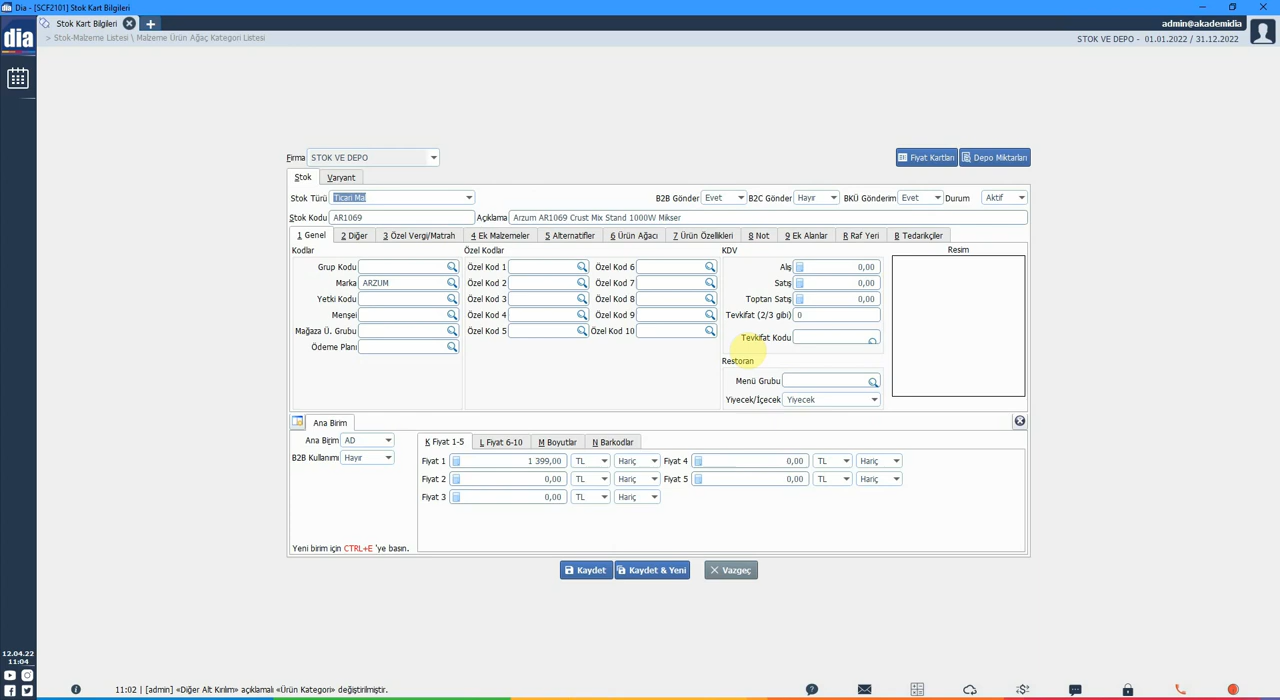 Dia - [SCF2101] Stok Kart Bilgileri
Stok Kart Bilgileri
admin@akademidia
dia
> Stok-Malzeme Listesi \ Malzeme Ürün Ağaç Kategori Listesi
STOK VE DEPO - 01.01.2022 / 31.12.2022
Firma STOK VE DEPO
Fiyat Kartları Depo Miktarları
Stok Varyant
Stok Türü Ticari Mal B2B Gönder Evet B2C Gönder Hayır BKÜ Gönderim Evet Durum Aktif
Stok Kodu AR1069 Açıklama Arzum AR1069 Crust Mix Stand 1000W Mikser
1 Genel 2 Diğer 3 Özel Vergi/Matrah 4 Ek Malzemeler 5 Alternatifler 6 Ürün Ağacı 7 Ürün Özellikleri 8 Not 9 Ek Alanlar R Raf Yeri B Tedarikçiler
Kodlar Özel Kodlar KDV Resim
Grup Kodu Özel Kod 1 Özel Kod 6 Alış 0,00
Marka ARZUM Özel Kod 2 Özel Kod 7 Satış 0,00
Yetki Kodu Özel Kod 3 Özel Kod 8 Toptan Satış 0,00
Menşei Özel Kod 4 Özel Kod 9 Tevkifat (2/3 gibi) 0
Mağaza Ü. Grubu Özel Kod 5 Özel Kod 10 Tevkifat Kodu
Ödeme Planı
Restoran
Menü Grubu
Yiyecek/İçecek Yiyecek
Ana Birim
Ana Birim AD K Fiyat 1-5 L Fiyat 6-10 M Boyutlar N Barkodlar
B2B Kullanımı Hayır
Fiyat 1 1 399,00 TL Hariç Fiyat 4 0,00 TL Hariç
Fiyat 2 0,00 TL Hariç Fiyat 5 0,00 TL Hariç
Fiyat 3 0,00 TL Hariç
Yeni birim için CTRL+E 'ye basın.
Kaydet Kaydet & Yeni Vazgeç
12.04.22
11:04
11:02 | [admin] «Diğer Alt Kırılım» açıklamalı «Ürün Kategori» değiştirilmiştir.